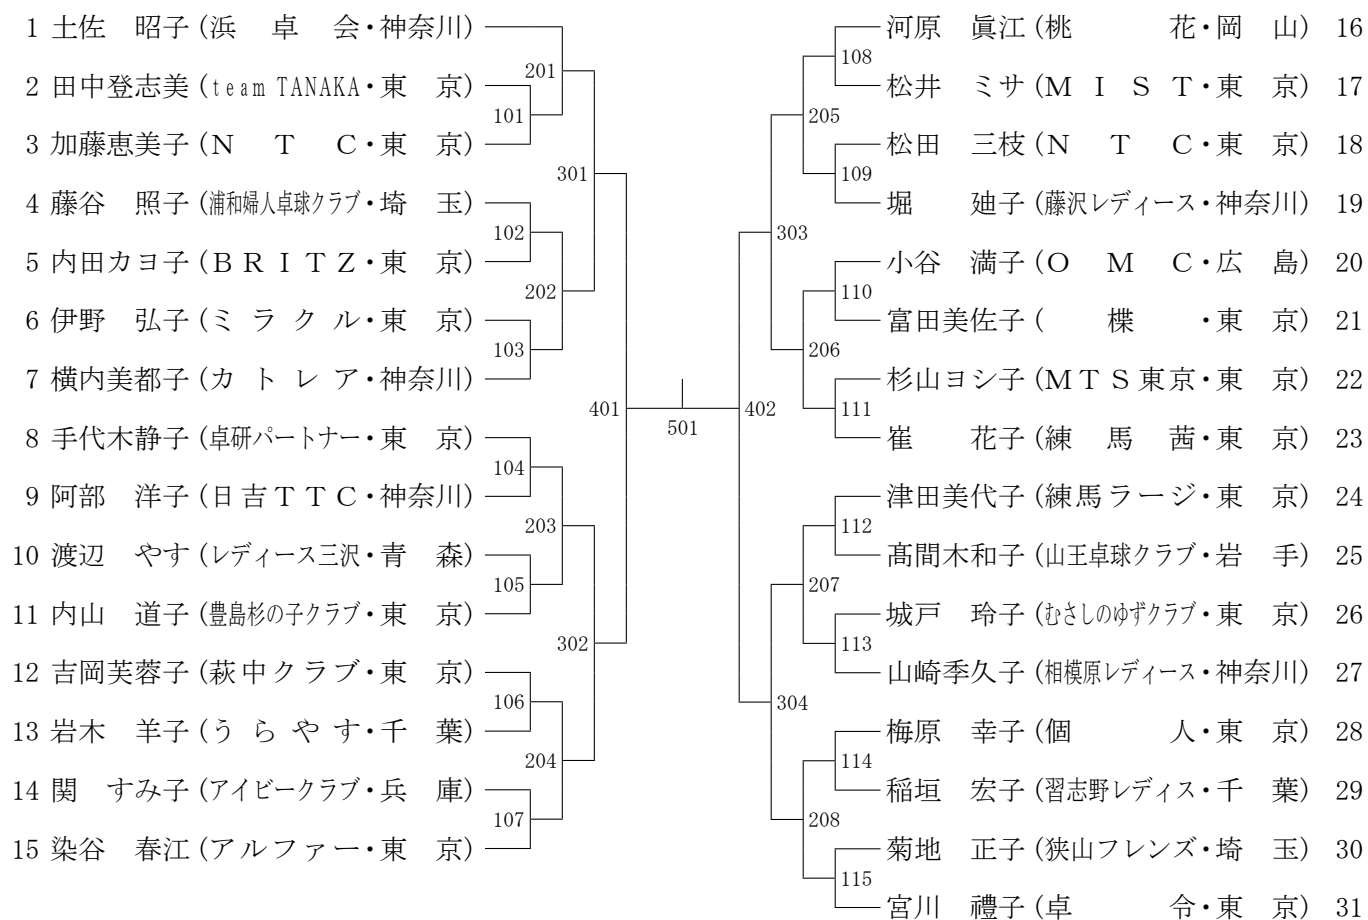 1 土佐　昭子 (浜　卓　会・神奈川)
201
2 田中登志美 (team TANAKA・東　京)
101
3 加藤恵美子 (N　T　C・東　京)
301
4 藤谷　照子 (浦和婦人卓球クラブ・埼　玉)
102
5 内田カヨ子 (B R I T Z・東　京)
202
6 伊野　弘子 (ミ ラ ク ル・東　京)
103
7 横内美都子 (カ ト レ ア・神奈川)
401
8 手代木静子 (卓研パートナー・東　京)
104
9 阿部　洋子 (日吉T T C・神奈川)
203
10 渡辺　やす (レディース三沢・青　森)
105
11 内山　道子 (豊島杉の子クラブ・東　京)
302
12 吉岡芙蓉子 (萩中クラブ・東　京)
106
13 岩木　羊子 (う ら や す・千　葉)
204
14 関　すみ子 (アイビークラブ・兵　庫)
107
15 染谷　春江 (アルファー・東　京)
501
河原　眞江 (桃　　花・岡　山) 16
108
松井　ミサ (M I S T・東　京) 17
205
松田　三枝 (N　T　C・東　京) 18
109
堀　　廸子 (藤沢レディース・神奈川) 19
303
小谷　満子 (O　M　C・広　島) 20
110
富田美佐子 (　楪　・東　京) 21
206
杉山ヨシ子 (M T S 東京・東　京) 22
111
402
崔　　花子 (練　馬　茜・東　京) 23
津田美代子 (練馬ラージ・東　京) 24
112
髙間木和子 (山王卓球クラブ・岩　手) 25
207
城戸　玲子 (むさしのゆずクラブ・東　京) 26
113
山崎季久子 (相模原レディース・神奈川) 27
304
梅原　幸子 (個　　人・東　京) 28
114
稲垣　宏子 (習志野レディス・千　葉) 29
208
菊地　正子 (狭山フレンズ・埼　玉) 30
115
宮川　禮子 (卓　　令・東　京) 31